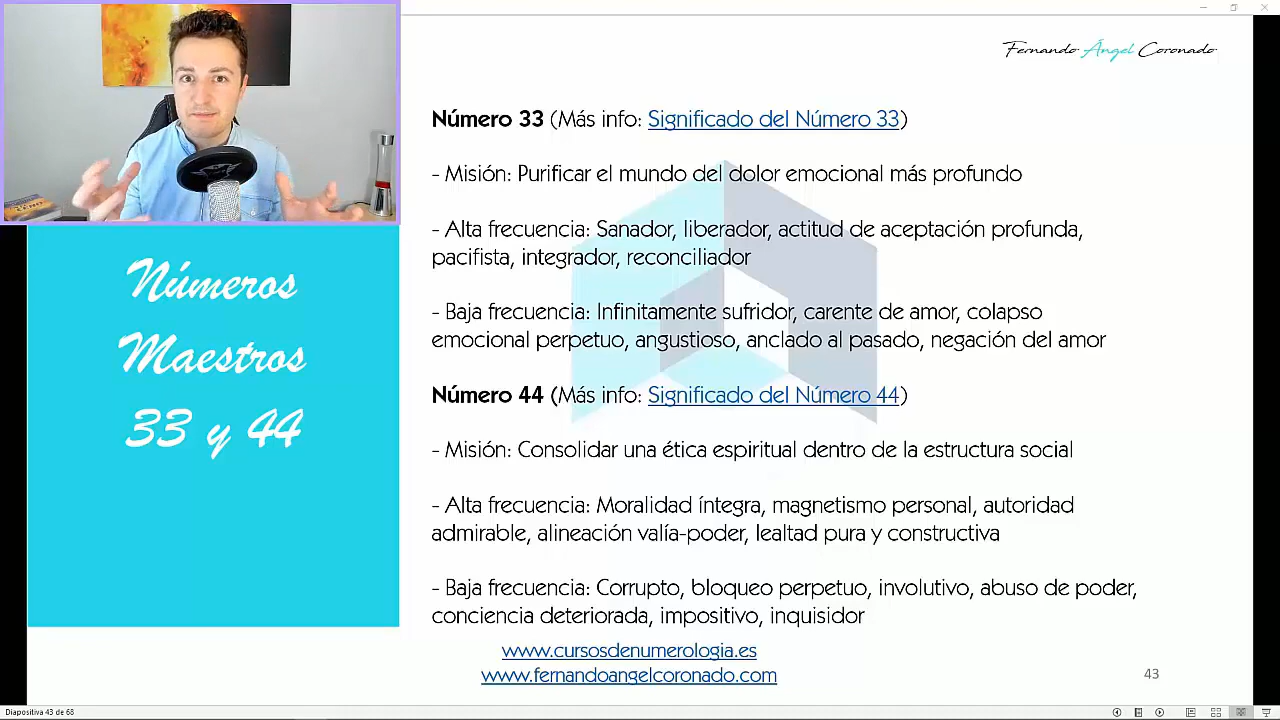 Fernando Ángel Coronado
Números
Maestros
33 y 44
Número 33 (Más info: Significado del Número 33)
- Misión: Purificar el mundo del dolor emocional más profundo
- Alta frecuencia: Sanador, liberador, actitud de aceptación profunda,
pacifista, integrador, reconciliador
- Baja frecuencia: Infinitamente sufridor, carente de amor, colapso
emocional perpetuo, angustioso, anclado al pasado, negación del amor
Número 44 (Más info: Significado del Número 44)
- Misión: Consolidar una ética espiritual dentro de la estructura social
- Alta frecuencia: Moralidad íntegra, magnetismo personal, autoridad
admirable, alineación valía-poder, lealtad pura y constructiva
- Baja frecuencia: Corrupto, bloqueo perpetuo, involutivo, abuso de poder,
conciencia deteriorada, impositivo, inquisidor
www.cursosdenumerologia.es
www.fernandoangelcoronado.com
43
Diapositiva 43 de 68